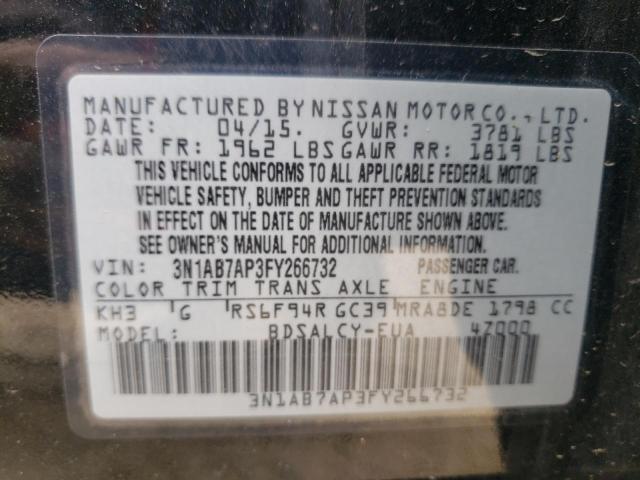 MANUFACTURED BY NISSAN MOTOR CO., LTD.
DATE: 04/15. GVWR: 3781 LBS
GAWR FR: 1962 LBS GAWR RR: 1819 LBS
THIS VEHICLE CONFORMS TO ALL APPLICABLE FEDERAL MOTOR
VEHICLE SAFETY, BUMPER AND THEFT PREVENTION STANDARDS
IN EFFECT ON THE DATE OF MANUFACTURE SHOWN ABOVE.
SEE OWNER'S MANUAL FOR ADDITIONAL INFORMATION.
VIN: 3N1AB7AP3FY266732 PASSENGER CAR.
COLOR TRIM TRANS AXLE ENGINE
KH3 G RS6F94R GC39 MRA8DE 1798 CC
MODEL: BDSALCY-EUA 4Z000
3N1AB7AP3FY266732